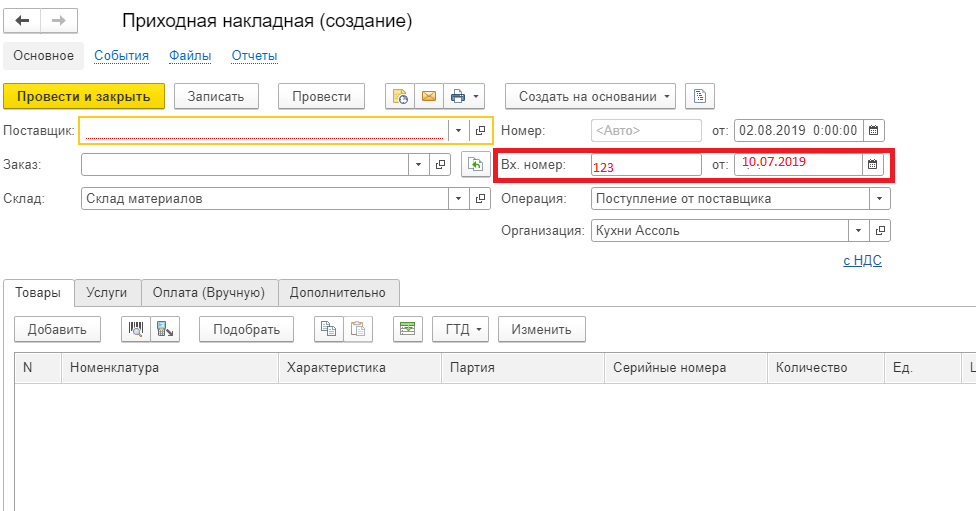 Приходная накладная (создание)
Основное События Файлы Отчеты
Провести и закрыть Записать Провести Создать на основании
Поставщик: Номер: <Авто> от: 02.08.2019 0:00:00
Заказ: Вх. номер: 123 от: 10.07.2019
Склад: Склад материалов Операция: Поступление от поставщика
Организация: Кухни Ассоль
с НДС
Товары Услуги Оплата (Вручную) Дополнительно
Добавить Подобрать ГТД Изменить
N Номенклатура Характеристика Партия Серийные номера Количество Ед.